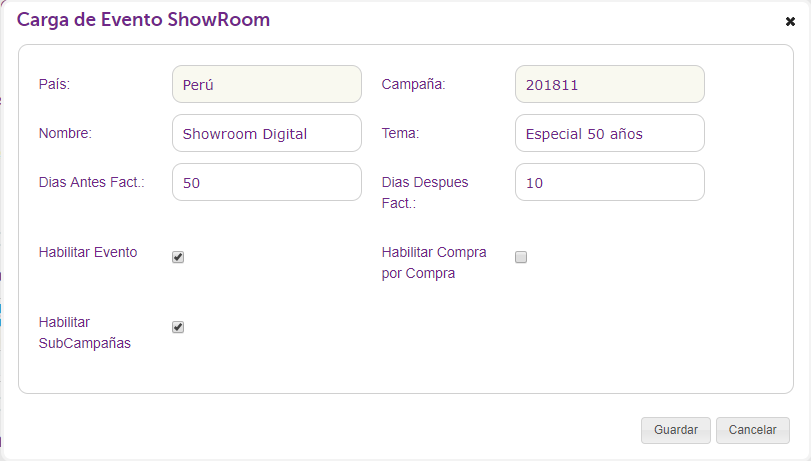 Carga de Evento ShowRoom
País: Perú Campaña: 201811
Nombre: Showroom Digital Tema: Especial 50 años
Dias Antes Fact.: 50 Dias Despues Fact.: 10
Habilitar Evento Habilitar Compra por Compra
Habilitar SubCampañas
Guardar Cancelar